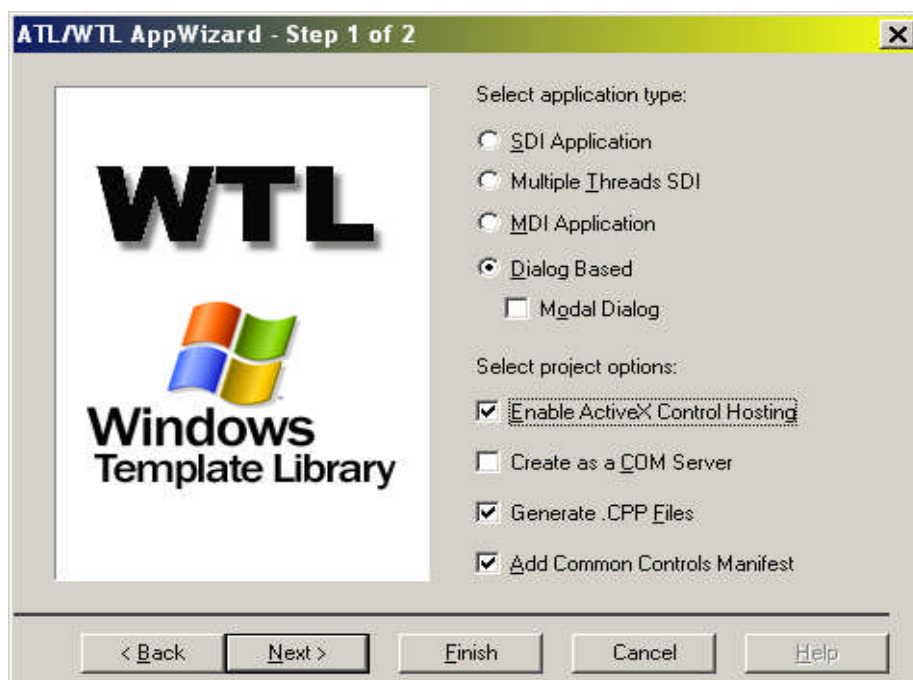 ATL/WTL AppWizard - Step 1 of 2
WTL
Windows
Template Library
Select application type:
SDI Application
Multiple Threads SDI
MDI Application
Dialog Based
Modal Dialog
Select project options:
Enable ActiveX Control Hosting
Create as a COM Server
Generate .CPP Files
Add Common Controls Manifest
< Back Next > Finish Cancel Help